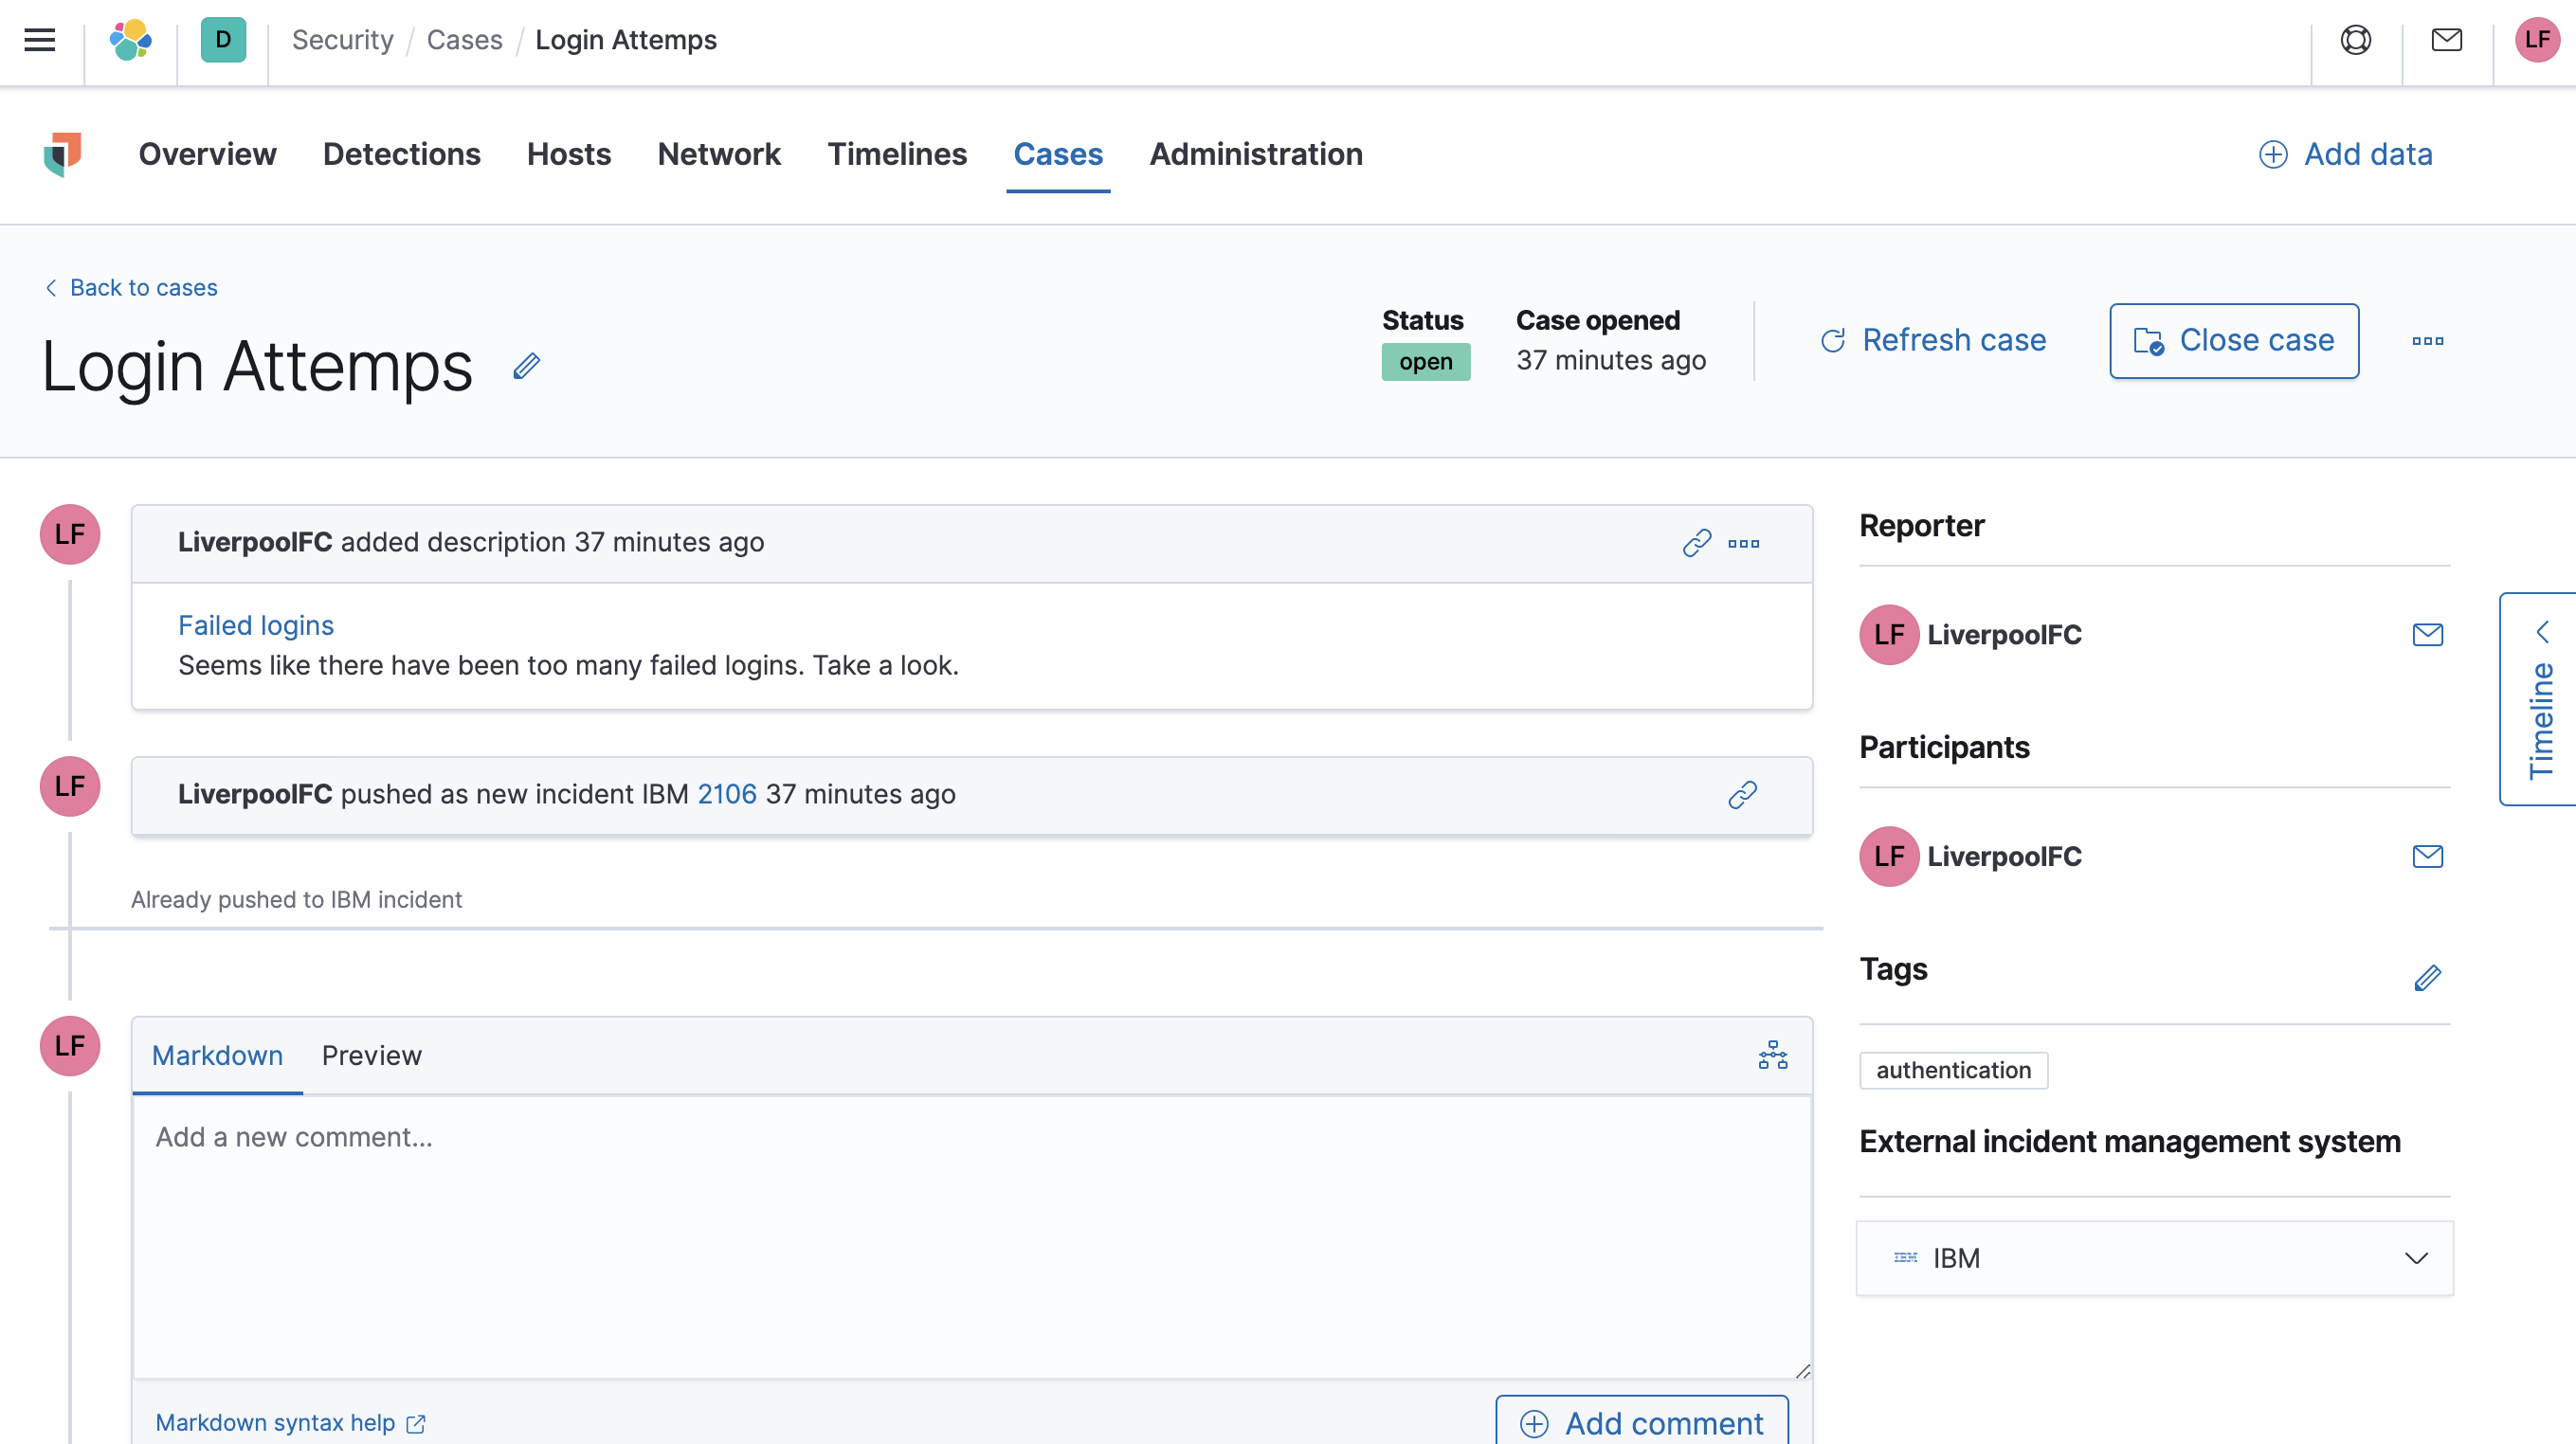 D Security / Cases / Login Attemps LF
Overview Detections Hosts Network Timelines Cases Administration Add data
Back to cases
Login Attemps
Status
open
Case opened
37 minutes ago
Refresh case
Close case
LF
LiverpoolFC added description 37 minutes ago
Failed logins
Seems like there have been too many failed logins. Take a look.
LF
LiverpoolFC pushed as new incident IBM 2106 37 minutes ago
Already pushed to IBM incident
LF
Markdown Preview
Add a new comment...
Markdown syntax help
Add comment
Reporter
LF LiverpoolFC
Participants
LF LiverpoolFC
Tags
authentication
External incident management system
IBM IBM
Timeline